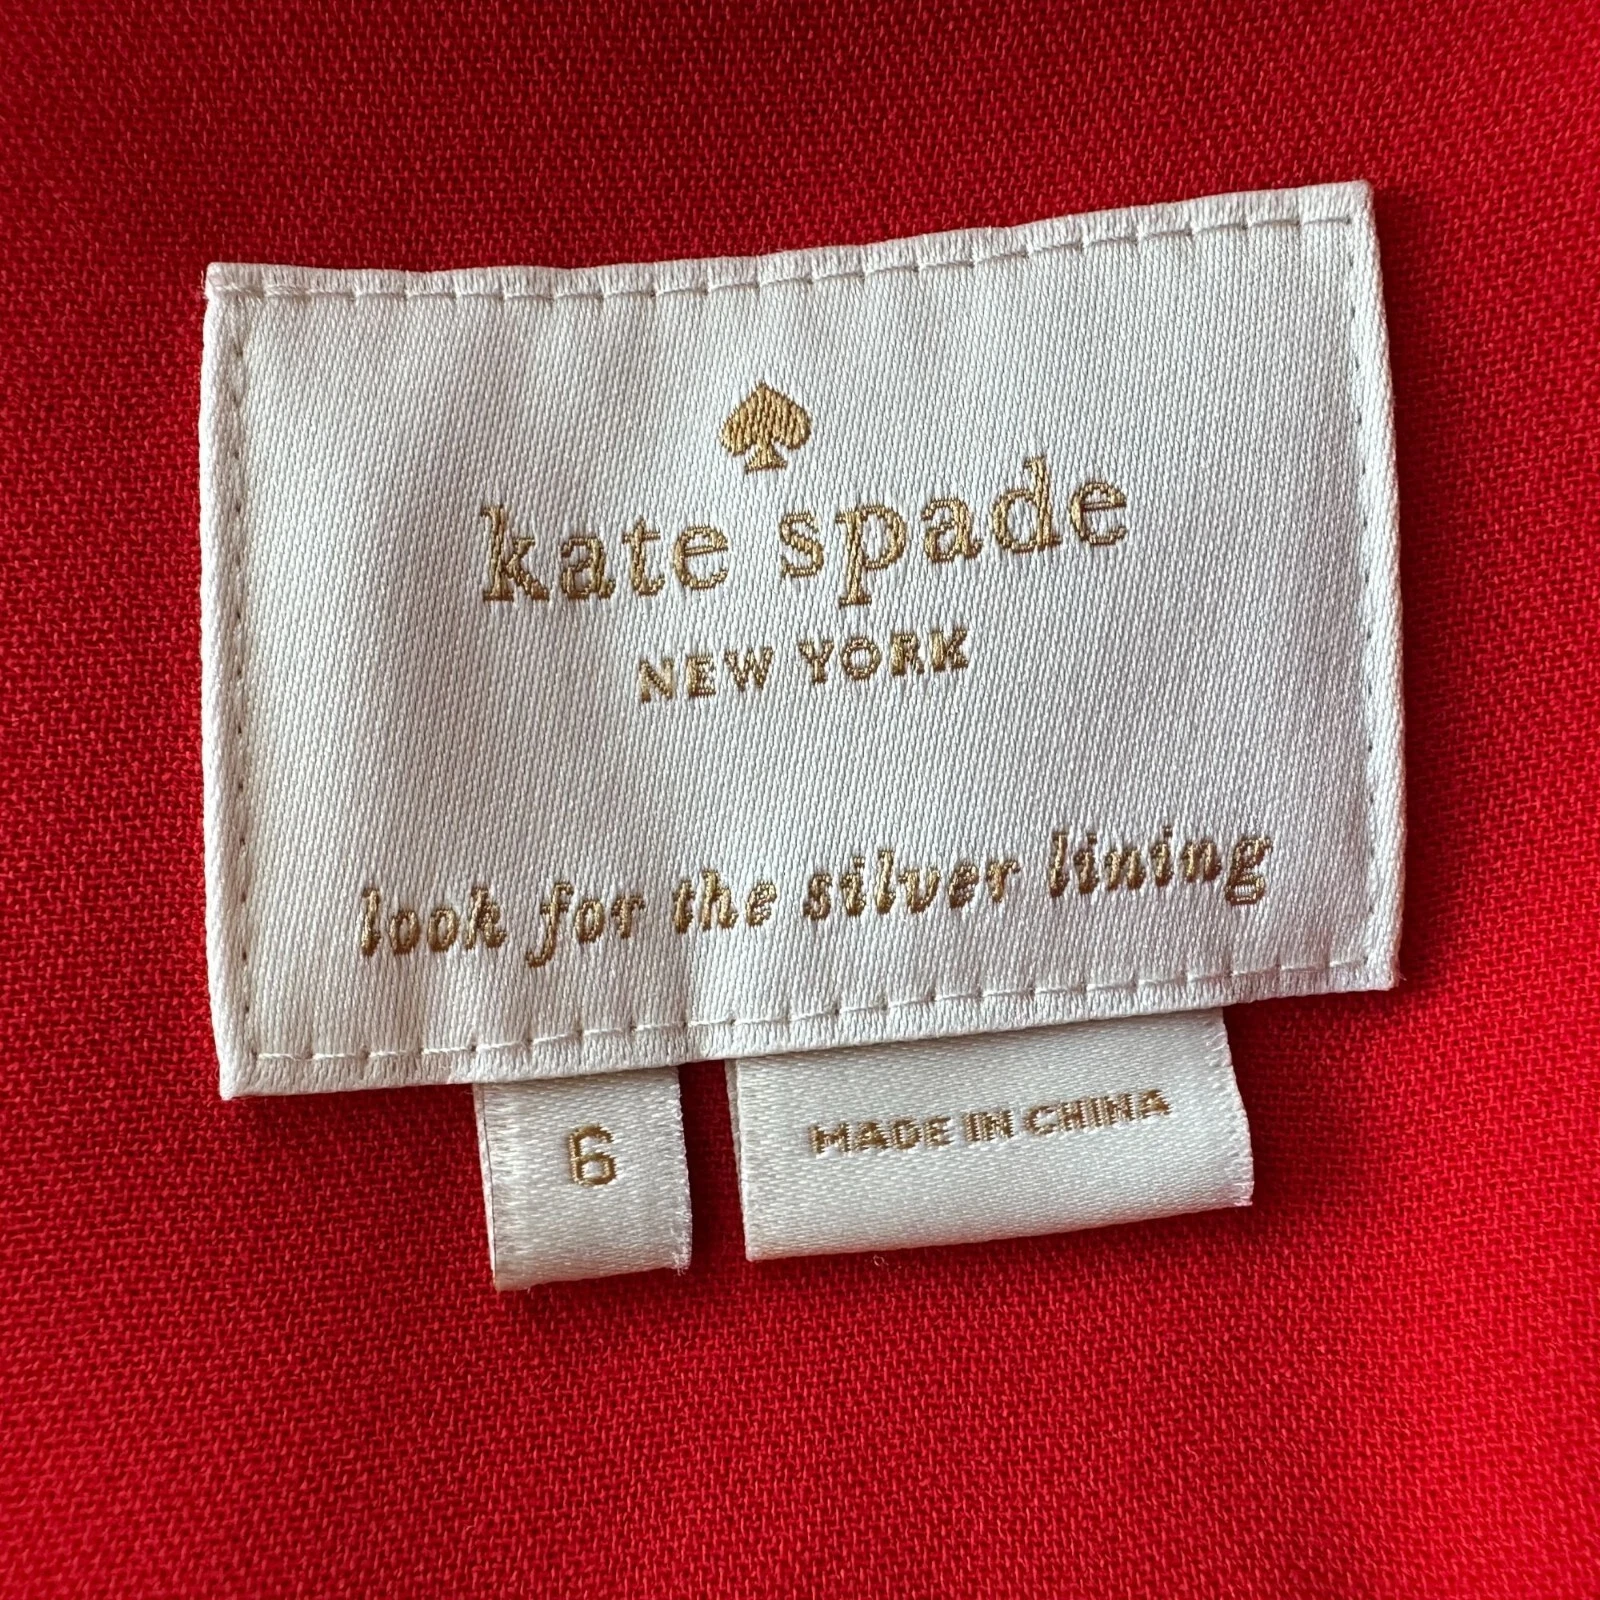 kate spade
NEW YORK
look for the silver lining
6
MADE IN CHINA